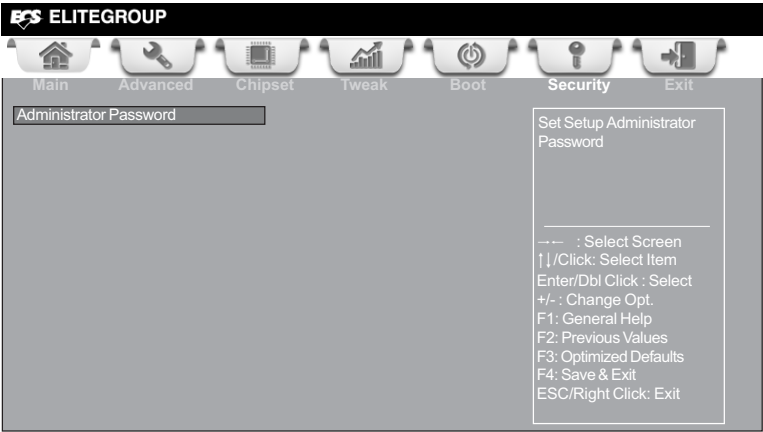 ECS ELITEGROUP
Main Advanced Chipset Tweak Boot Security Exit
Administrator Password
Set Setup Administrator
Password
→← : Select Screen
↑↓/Click: Select Item
Enter/Dbl Click : Select
+/- : Change Opt.
F1: General Help
F2: Previous Values
F3: Optimized Defaults
F4: Save & Exit
ESC/Right Click: Exit